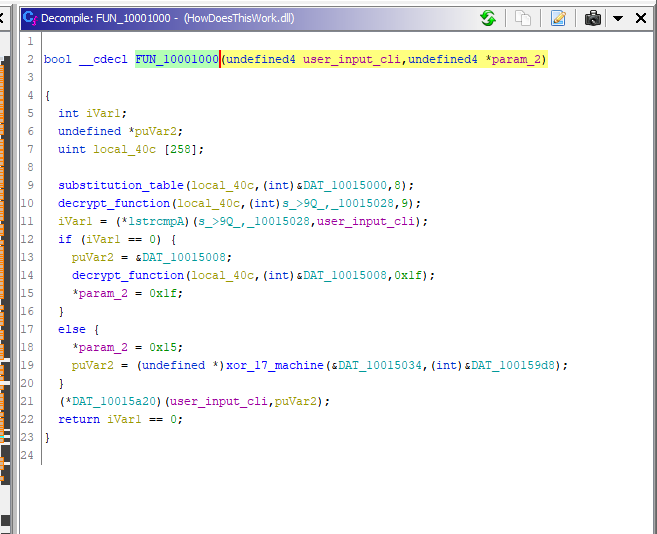 Decompile: FUN_10001000 - (HowDoesThisWork.dll)
1
2 bool __cdecl FUN_10001000(undefined4 user_input_cli,undefined4 *param_2)
3
4 {
5 int iVar1;
6 undefined *puVar2;
7 uint local_40c [258];
8
9 substitution_table(local_40c,(int)&DAT_10015000,8);
10 decrypt_function(local_40c,(int)s_>9Q_,_10015028,9);
11 iVar1 = (*lstrcmpA)(s_>9Q_,_10015028,user_input_cli);
12 if (iVar1 == 0) {
13 puVar2 = &DAT_10015008;
14 decrypt_function(local_40c,(int)&DAT_10015008,0x1f);
15 *param_2 = 0x1f;
16 }
17 else {
18 *param_2 = 0x15;
19 puVar2 = (undefined *)xor_17_machine(&DAT_10015034,(int)&DAT_100159d8);
20 }
21 (*DAT_10015a20)(user_input_cli,puVar2);
22 return iVar1 == 0;
23 }
24